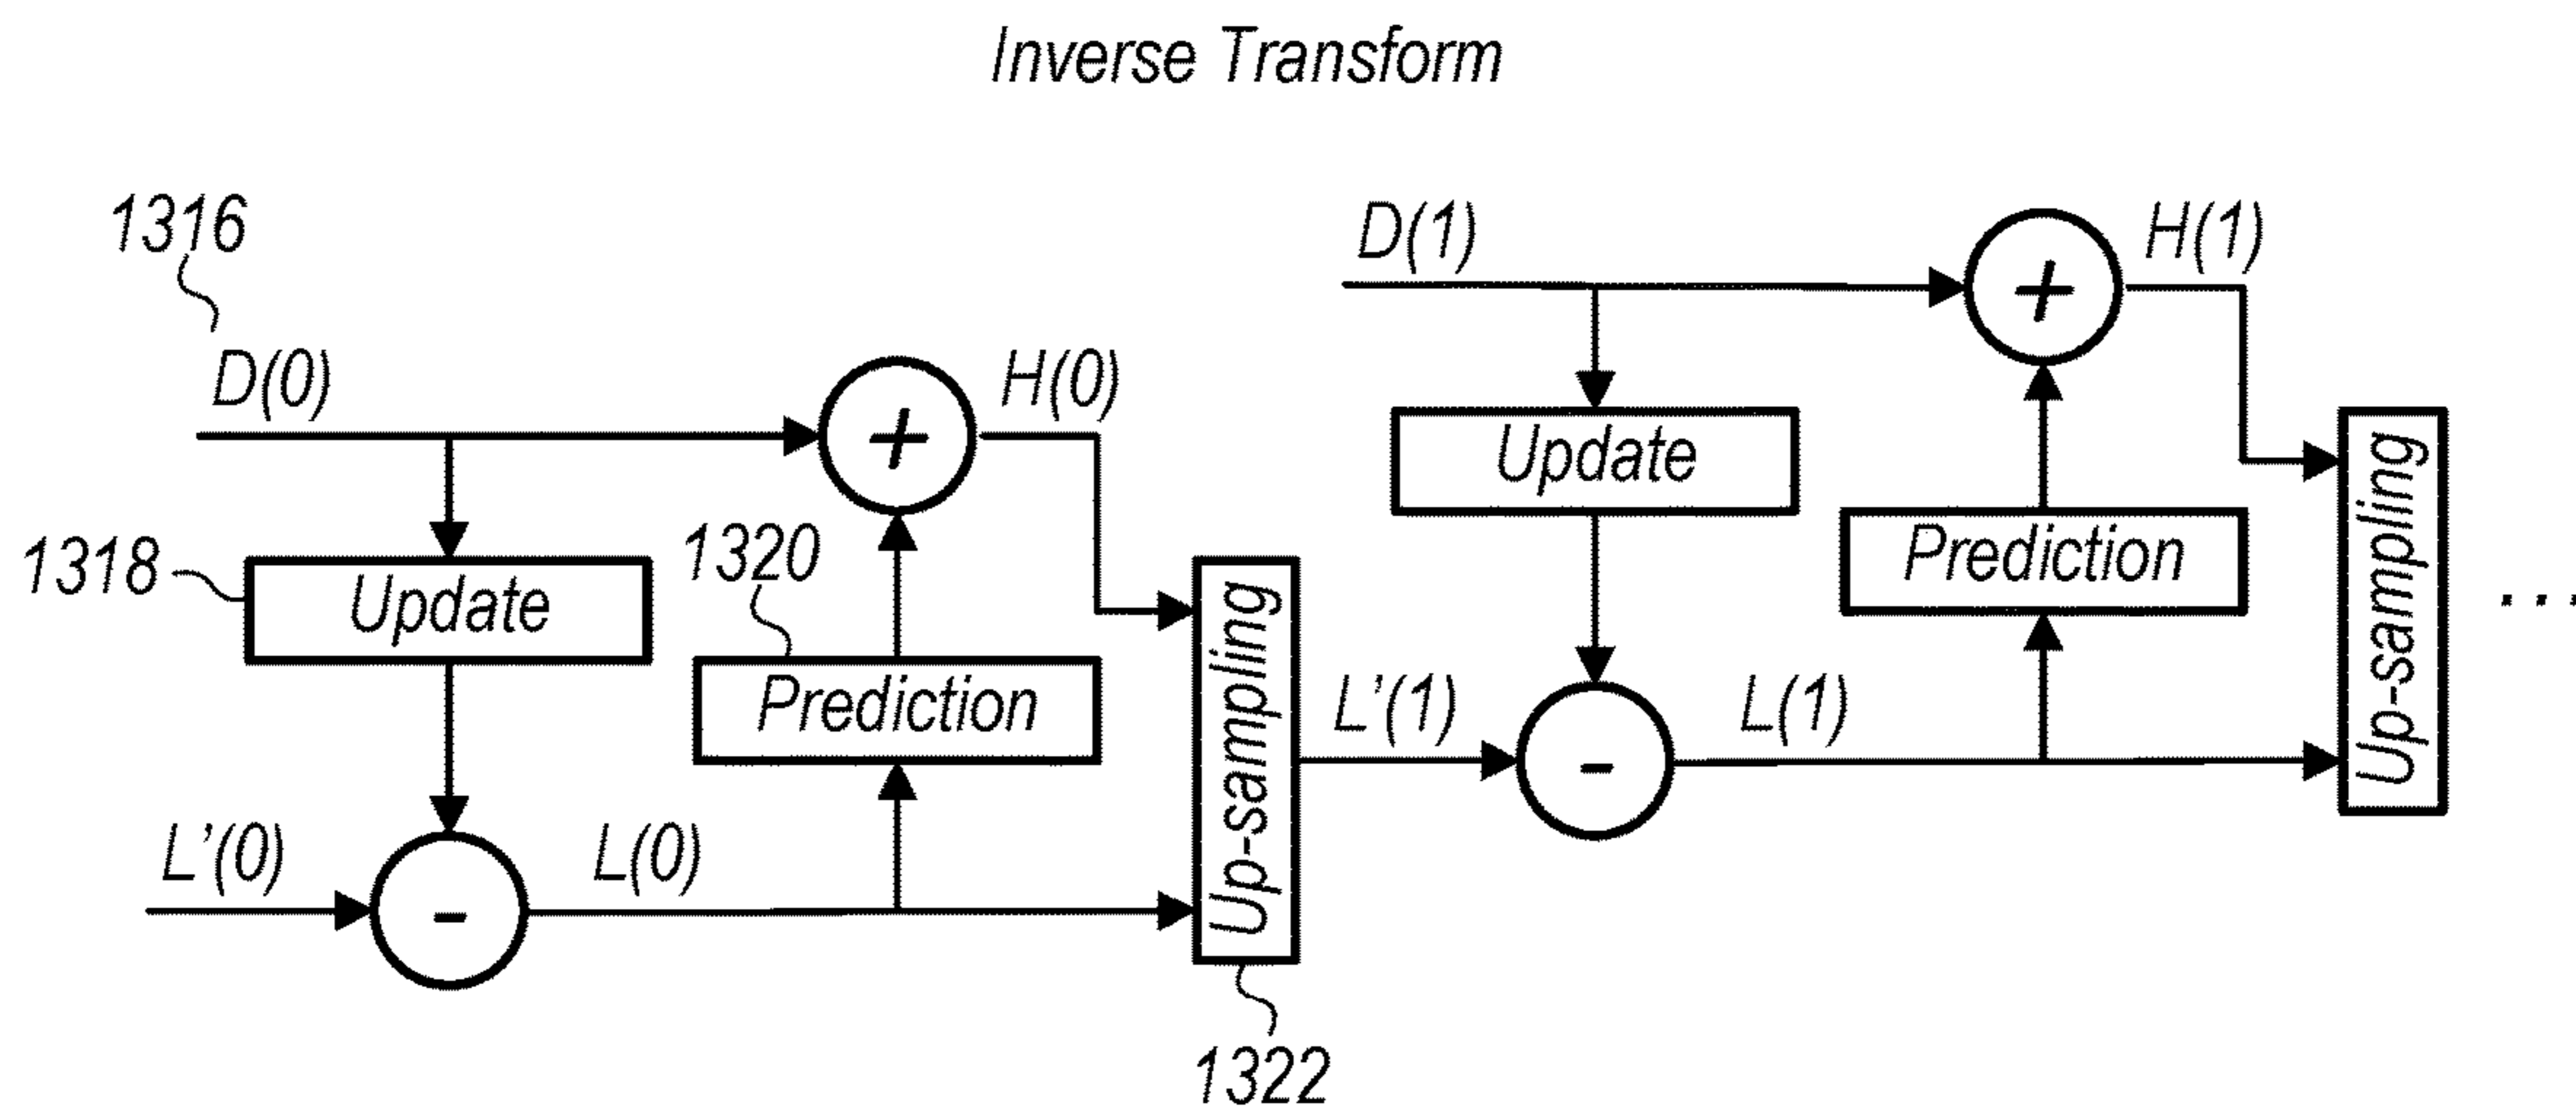 Inverse Transform
1316
D(0)
H(0)
D(1)
H(1)
+
+
1318
Update
1320
Prediction
Up-sampling
1322
Update
Prediction
Up-sampling
...
L'(0)
-
L(0)
L'(1)
-
L(1)